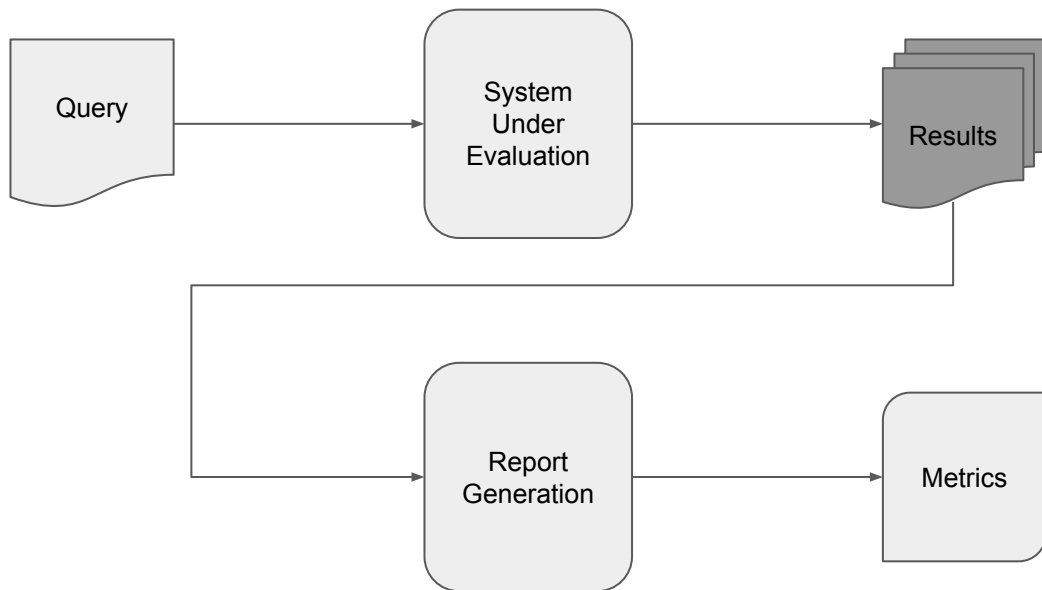 Query
System
Under
Evaluation
Results
Report
Generation
Metrics